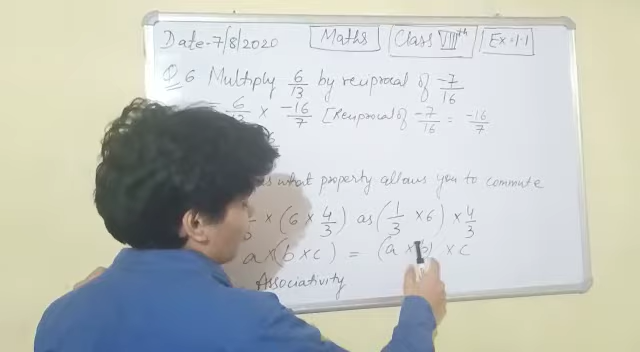 Date-7/8/2020 Maths Class VIIIth Ex-1.1
Q.6 Multiply 6/13 by reciprocal of -7/16
= 6/13 × -16/7 [Reciprocal of -7/16 = -16/7
what property allows you to commute
× (6 × 4/3) as (1/3 × 6) × 4/3
a × (b × c) = (a × b) × c
Associativity